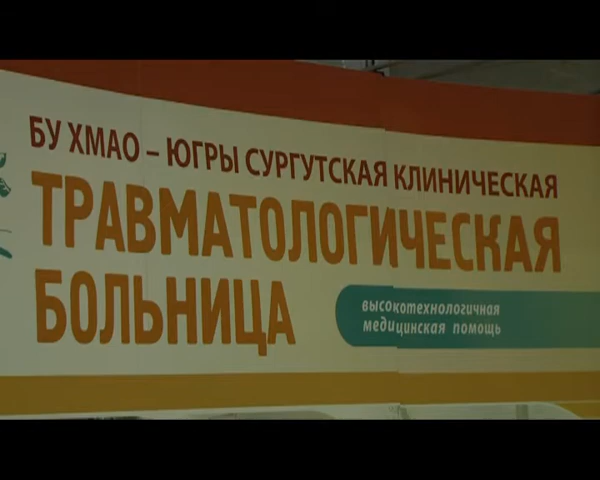 БУ ХМАО – ЮГРЫ СУРГУТСКАЯ КЛИНИЧЕСКАЯ
ТРАВМАТОЛОГИЧЕСКАЯ
БОЛЬНИЦА
высокотехнологичная
медицинская помощь